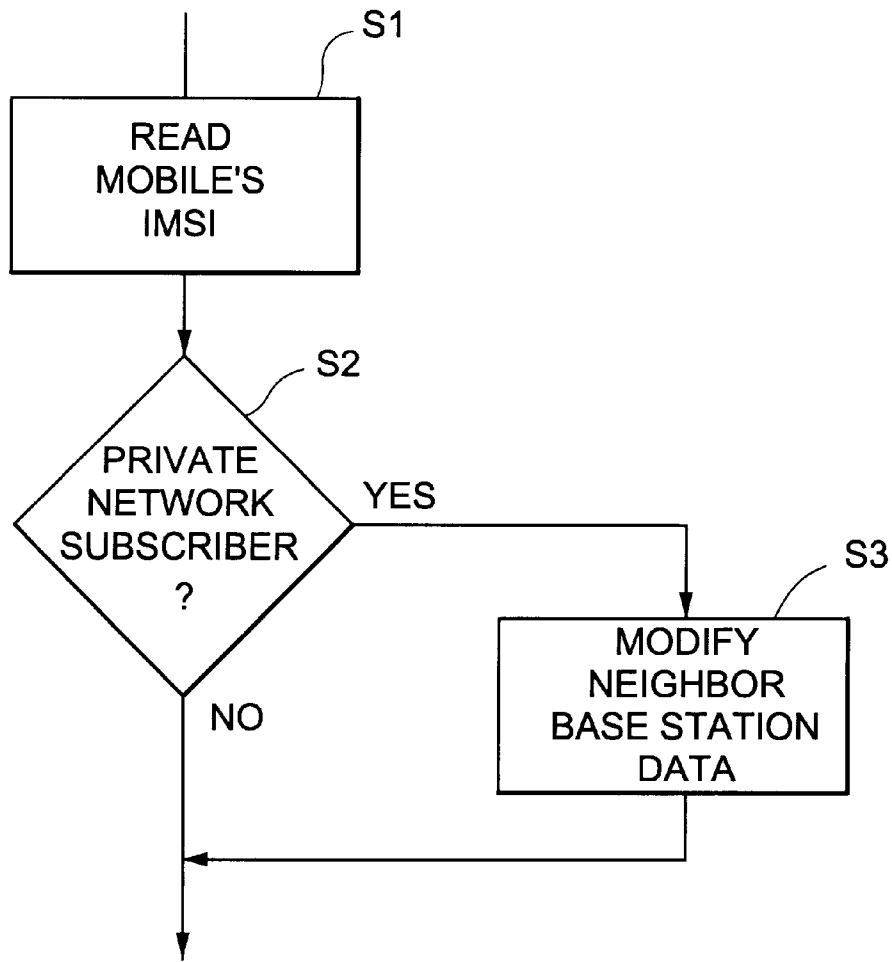 S1
READ
MOBILE'S
IMSI
S2
PRIVATE
NETWORK
SUBSCRIBER
?
YES
NO
S3
MODIFY
NEIGHBOR
BASE STATION
DATA